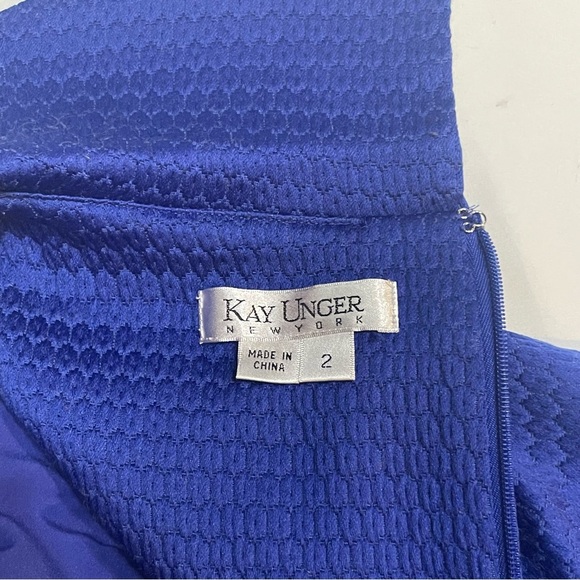 KAY UNGER
NEW YORK
MADE IN
CHINA
2